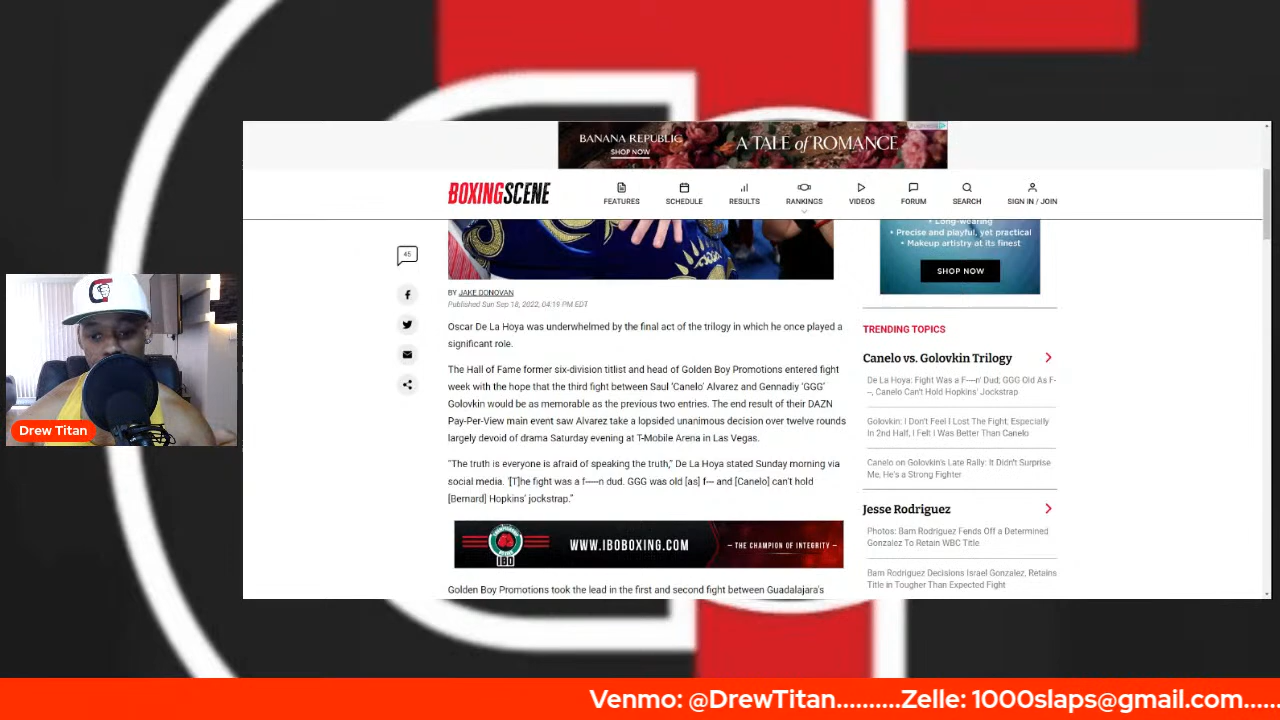 BANANA REPUBLIC
SHOP NOW
A TALE of ROMANCE
BOXINGSCENE
FEATURES
SCHEDULE
RESULTS
RANKINGS
VIDEOS
FORUM
SEARCH
SIGN IN / JOIN
45
BY JAKE DONOVAN
Published Sun Sep 18, 2022, 04:19 PM EDT
Oscar De La Hoya was underwhelmed by the final act of the trilogy in which he once played a
significant role.
The Hall of Fame former six-division titlist and head of Golden Boy Promotions entered fight
week with the hope that the third fight between Saul ‘Canelo’ Alvarez and Gennadiy ‘GGG’
Golovkin would be as memorable as the previous two entries. The end result of their DAZN
Pay-Per-View main event saw Alvarez take a lopsided unanimous decision over twelve rounds
largely devoid of drama Saturday evening at T-Mobile Arena in Las Vegas.
“The truth is everyone is afraid of speaking the truth,” De La Hoya stated Sunday morning via
social media. ‘[T]he fight was a f----n dud. GGG was old [as] f--- and [Canelo] can’t hold
[Bernard] Hopkins’ jockstrap.”
IBO
WWW.IBOBOXING.COM
– THE CHAMPION OF INTEGRITY –
Golden Boy Promotions took the lead in the first and second fight between Guadalajara’s
• Long-wearing
• Precise and playful, yet practical
• Makeup artistry at its finest
SHOP NOW
TRENDING TOPICS
Canelo vs. Golovkin Trilogy
De La Hoya: Fight Was a F----n' Dud; GGG Old As F-
--, Canelo Can't Hold Hopkins' Jockstrap
Golovkin: I Don't Feel I Lost The Fight, Especially
In 2nd Half, I Felt I Was Better Than Canelo
Canelo on Golovkin's Late Rally: It Didn't Surprise
Me, He's a Strong Fighter
Jesse Rodriguez
Photos: Bam Rodriguez Fends Off a Determined
Gonzalez To Retain WBC Title
Bam Rodriguez Decisions Israel Gonzalez, Retains
Title in Tougher Than Expected Fight
Drew Titan
Venmo: @DrewTitan..........Zelle: 1000slaps@gmail.com......